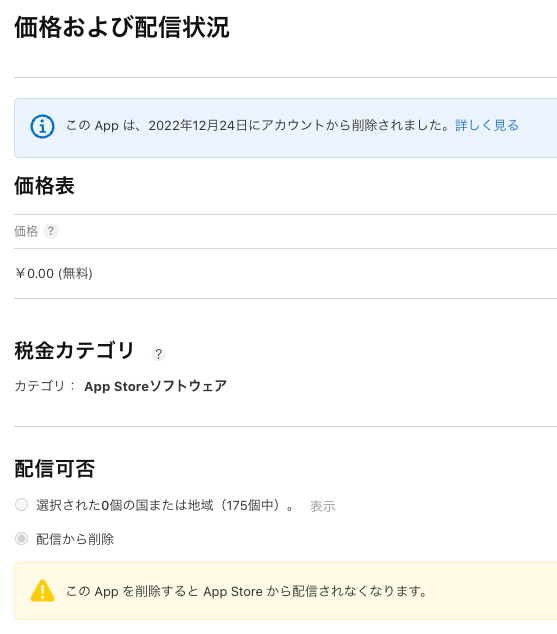 価格および配信状況
この App は、2022年12月24日にアカウントから削除されました。詳しく見る
価格表
価格 ?
￥0.00 (無料)
税金カテゴリ ?
カテゴリ： App Storeソフトウェア
配信可否
選択された0個の国または地域（175個中）。 表示
配信から削除
この App を削除すると App Store から配信されなくなります。